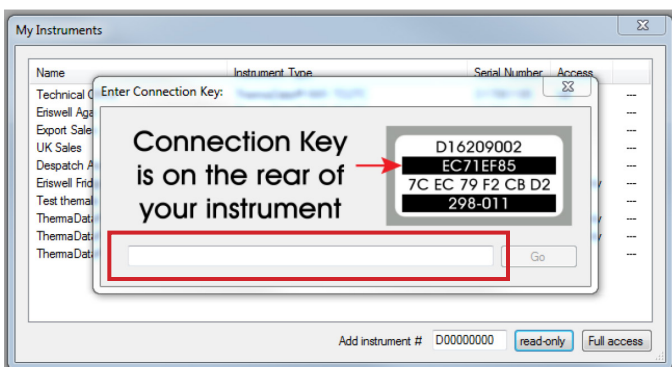 My Instruments
Name Instrument Type Serial Number Access
Technical
Enter Connection Key:
Eriswell Aga
Export Sale
UK Sales
Despatch A
Eriswell Frid
Test themal
ThermaData
ThermaData
ThermaData
---
---
---
---
---
---
---
---
---
---
Connection Key
is on the rear of
your instrument
D16209002
EC71EF85
7C EC 79 F2 CB D2
298-011
Go
Add instrument # D00000000 read-only Full access